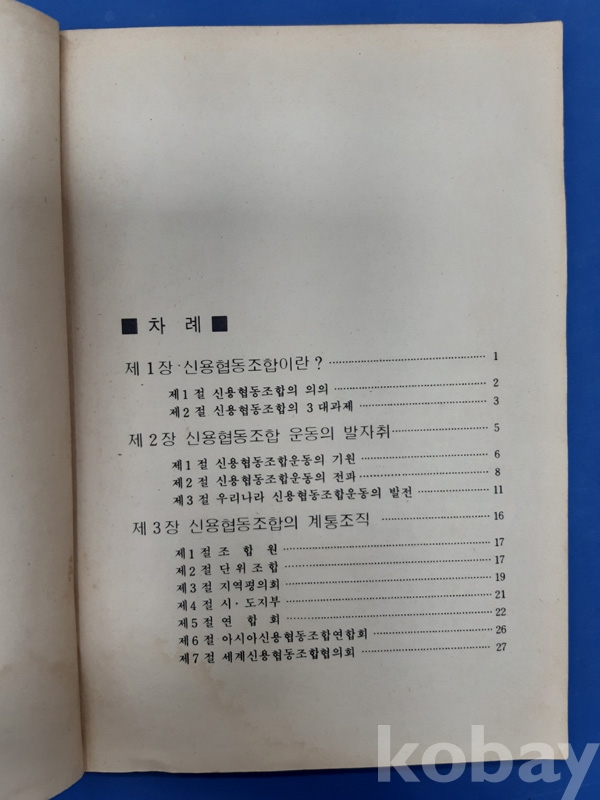 ■ 차 례 ■
제 1 장 신용협동조합이란 ? 1
제 1 절 신용협동조합의 의의 2
제 2 절 신용협동조합의 3 대과제 3
제 2 장 신용협동조합 운동의 발자취 5
제 1 절 신용협동조합운동의 기원 6
제 2 절 신용협동조합운동의 전파 8
제 3 절 우리나라 신용협동조합운동의 발전 11
제 3 장 신용협동조합의 계통조직 16
제 1 절 조 합 원 17
제 2 절 단 위 조 합 17
제 3 절 지역평의회 19
제 4 절 시 · 도지부 21
제 5 절 연 합 회 22
제 6 절 아시아신용협동조합연합회 26
제 7 절 세계신용협동조합협의회 27
kobay